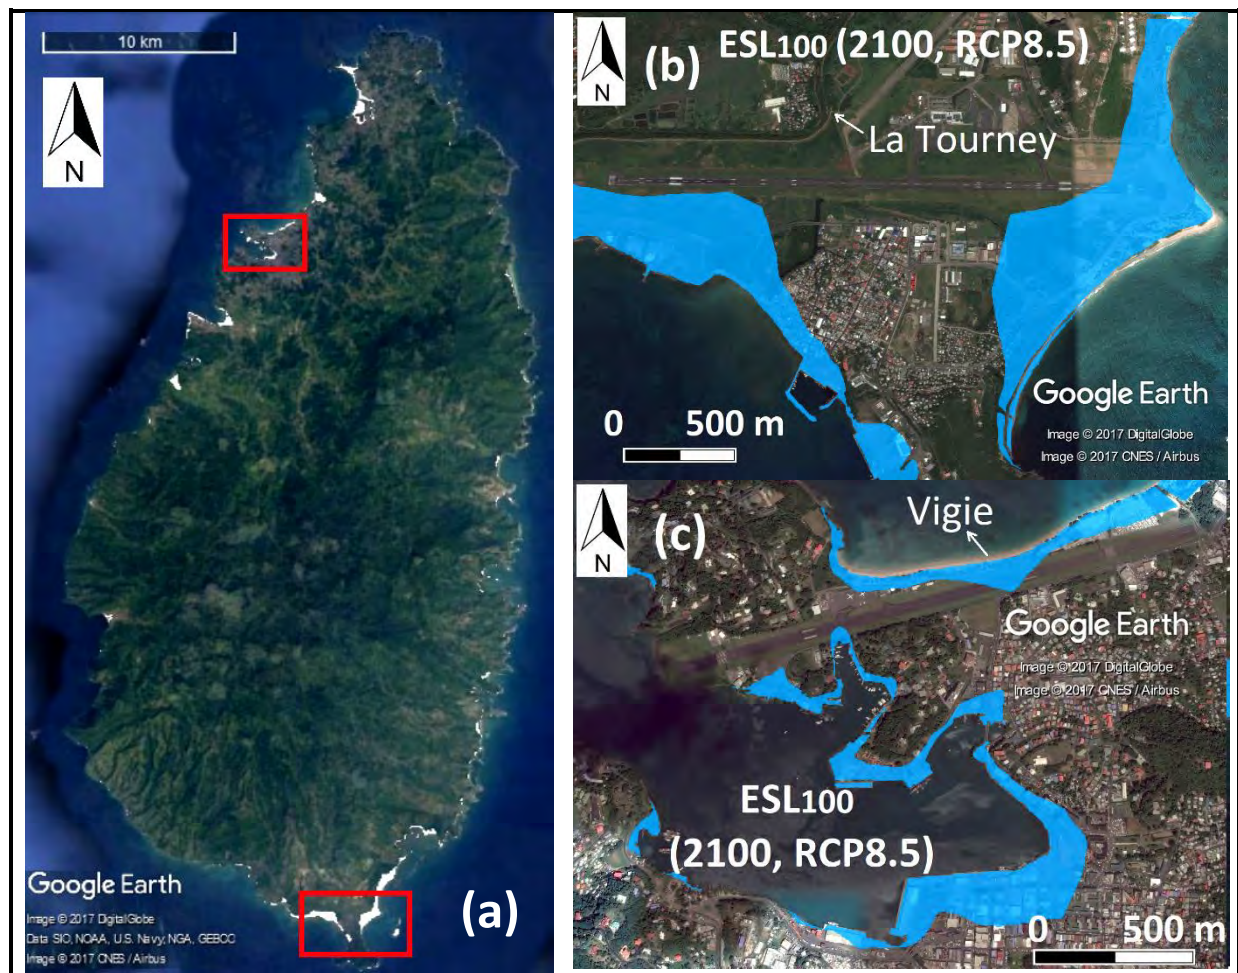 10 km
N
Google Earth
Image © 2017 DigitalGlobe
Data SIO, NOAA, U.S. Navy, NGA, GEBCO
Image © 2017 CNES / Airbus
(a)
N
(b)
ESL100 (2100, RCP8.5)
La Tourney
Google Earth
Image © 2017 DigitalGlobe
Image © 2017 CNES / Airbus
0 500 m
N
(c)
Vigie
Google Earth
Image © 2017 DigitalGlobe
Image © 2017 CNES / Airbus
ESL100
(2100, RCP8.5)
0 500 m